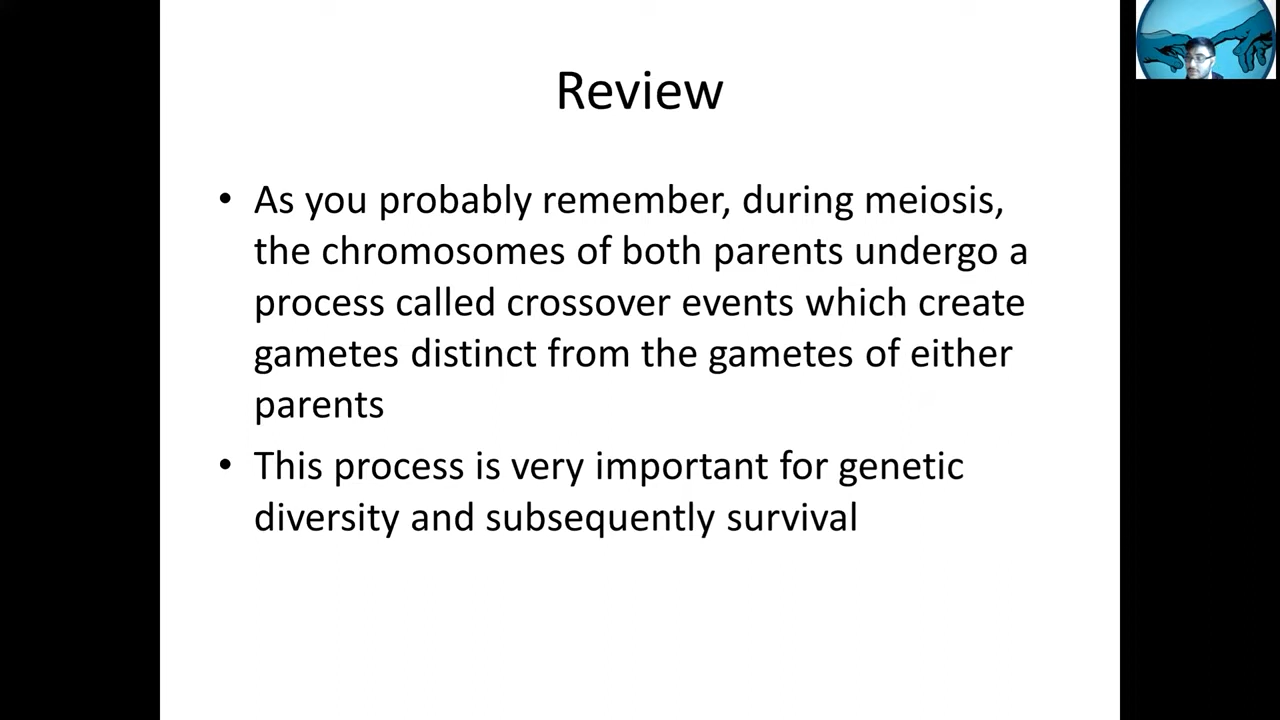 Review
• As you probably remember, during meiosis,
the chromosomes of both parents undergo a
process called crossover events which create
gametes distinct from the gametes of either
parents
• This process is very important for genetic
diversity and subsequently survival